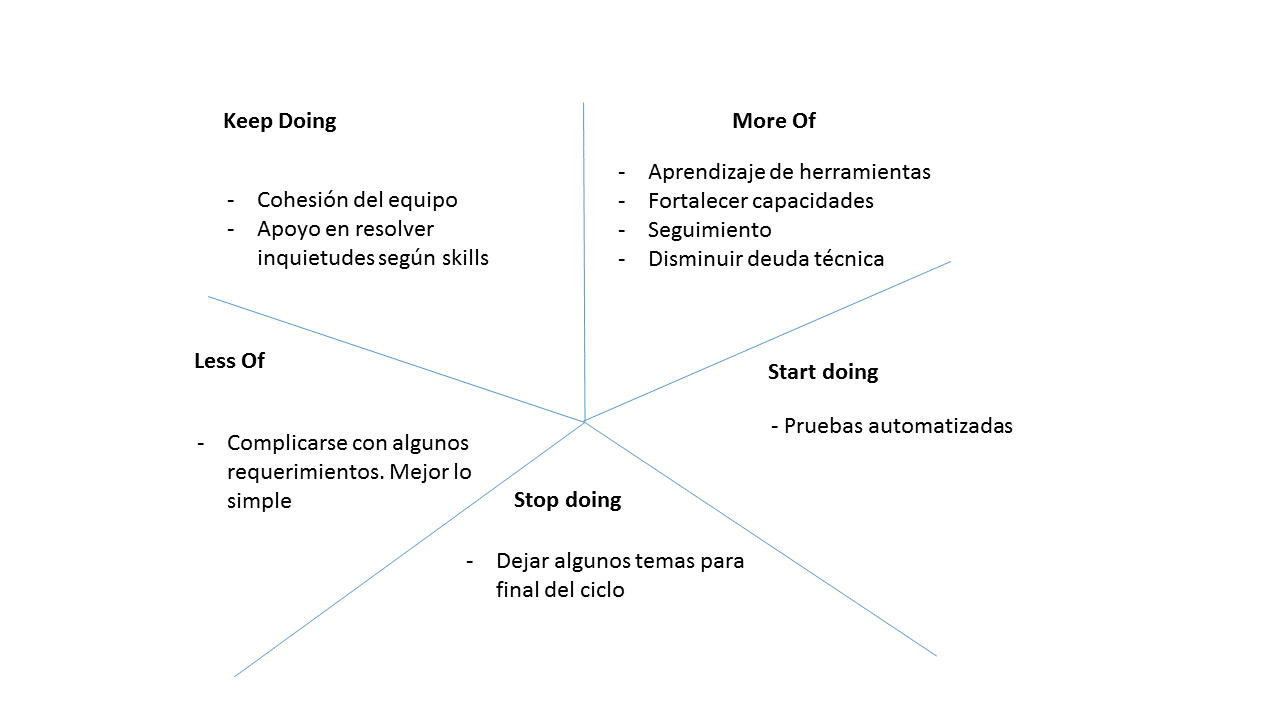 Keep Doing
- Cohesión del equipo
- Apoyo en resolver
inquietudes según skills
More Of
- Aprendizaje de herramientas
- Fortalecer capacidades
- Seguimiento
- Disminuir deuda técnica
Less Of
- Complicarse con algunos
requerimientos. Mejor lo
simple
Start doing
- Pruebas automatizadas
Stop doing
- Dejar algunos temas para
final del ciclo